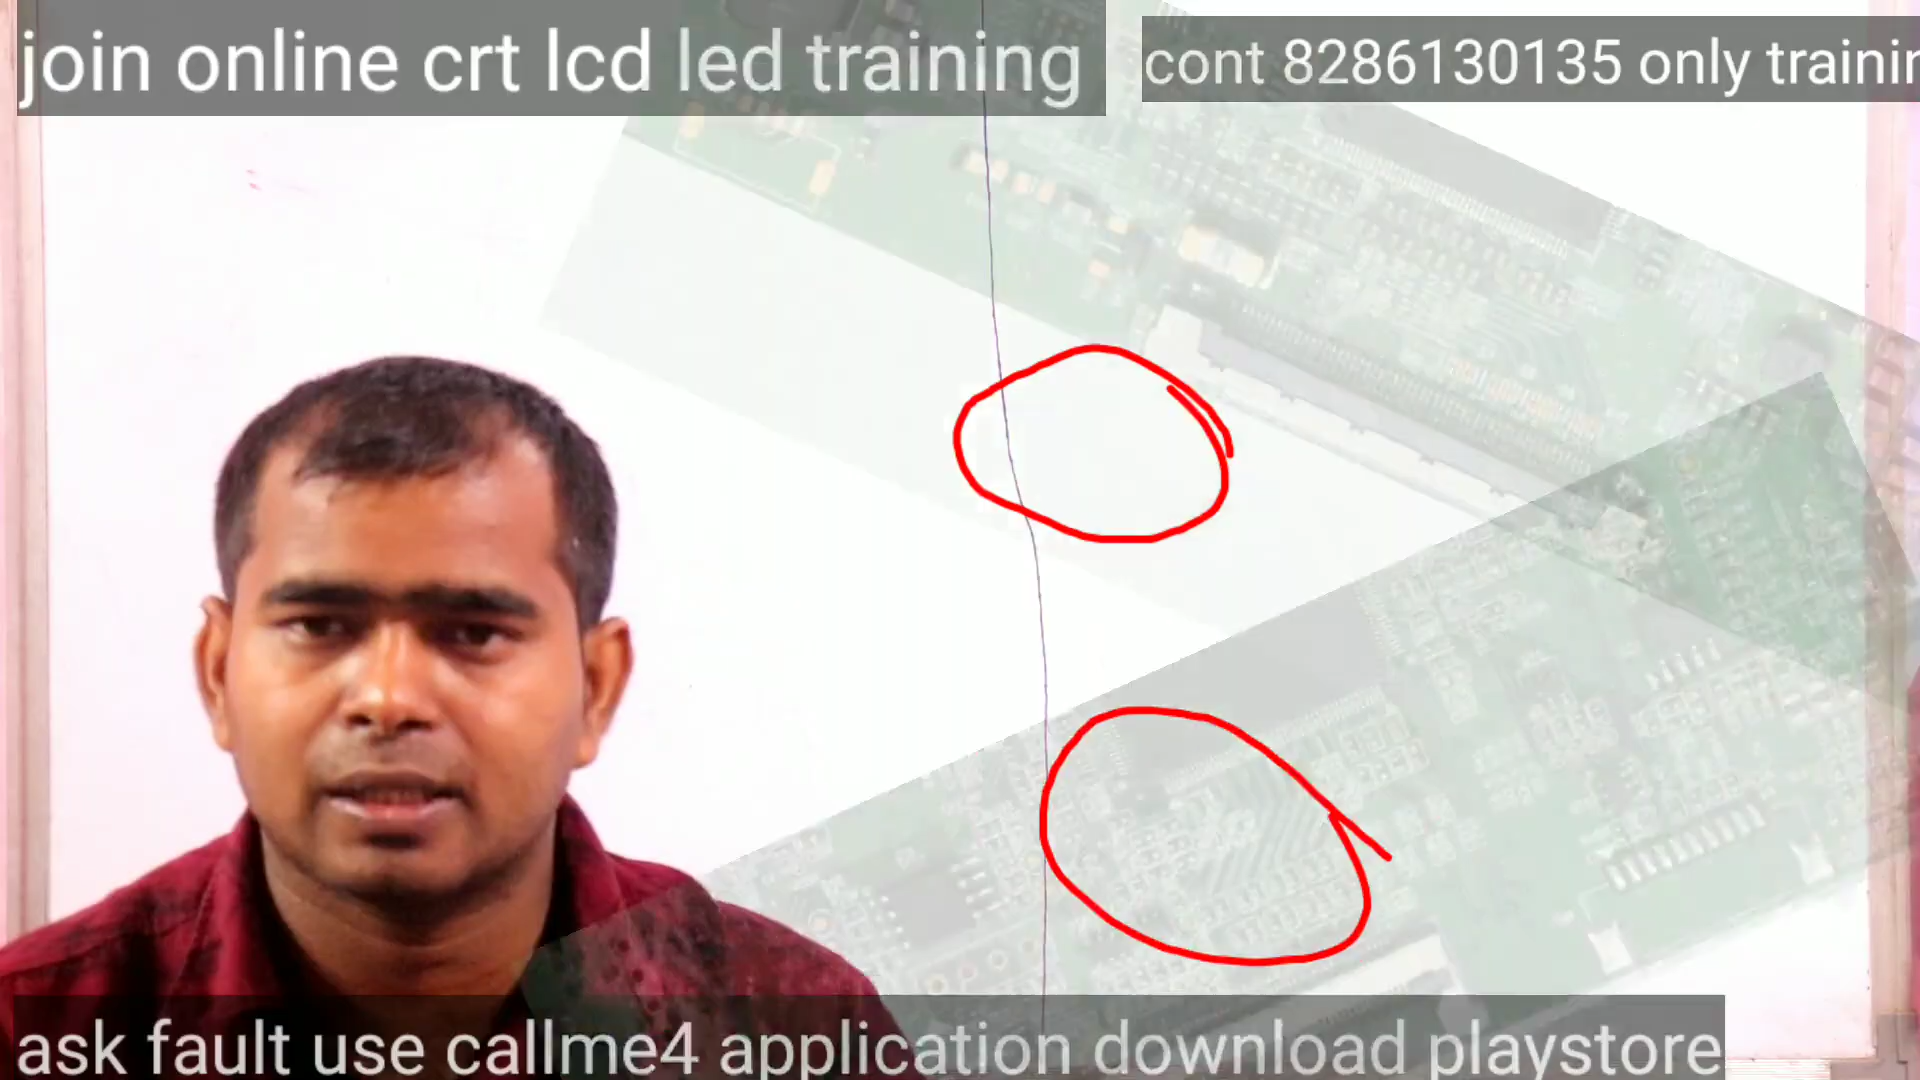 join online crt lcd led training
cont 8286130135 only trainin
ask fault use callme4 application download playstore